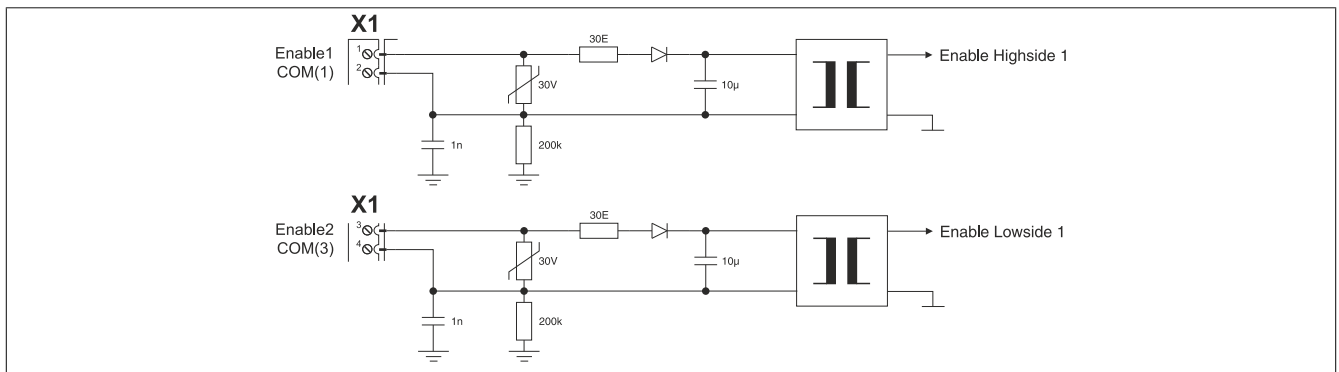 X1
Enable1
COM(1)
1
2
30E
30V
10µ
1n
200k
Enable Highside 1
X1
Enable2
COM(3)
3
4
30E
30V
10µ
1n
200k
Enable Lowside 1